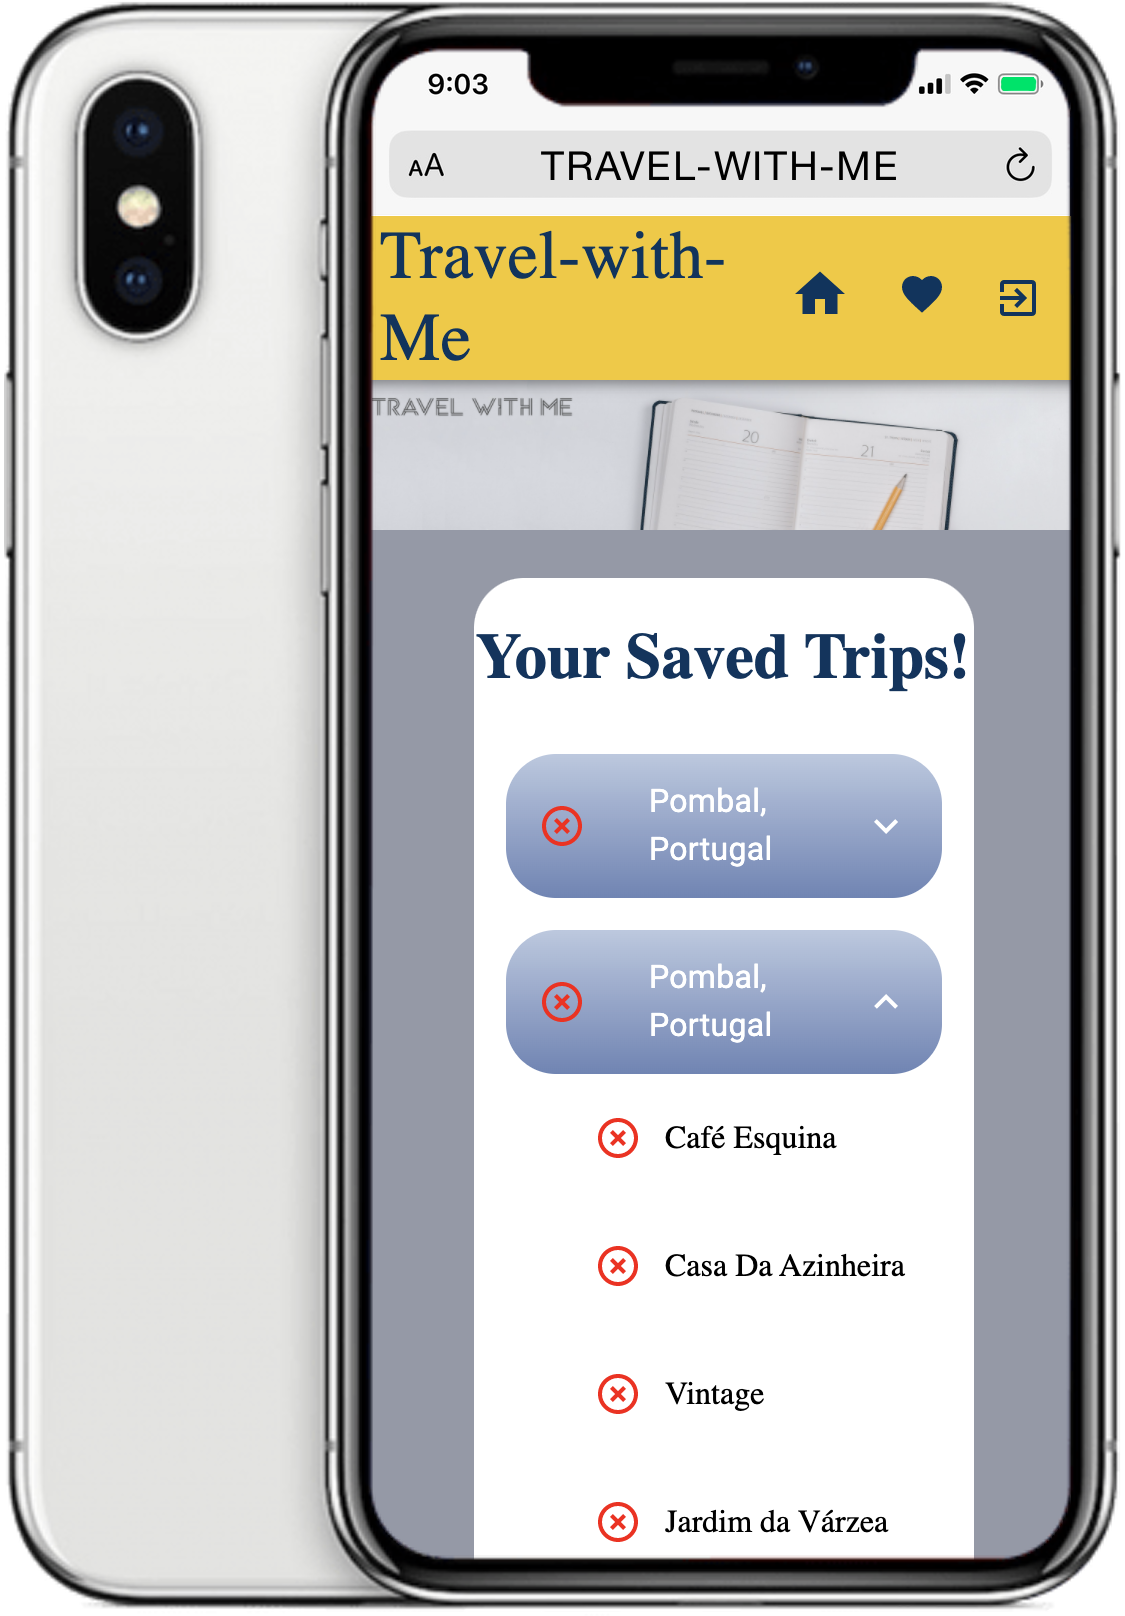 9:03
AA TRAVEL-WITH-ME
Travel-with-
Me
TRAVEL WITH ME
20
21
Your Saved Trips!
Pombal,
Portugal
Pombal,
Portugal
Café Esquina
Casa Da Azinheira
Vintage
Jardim da Várzea